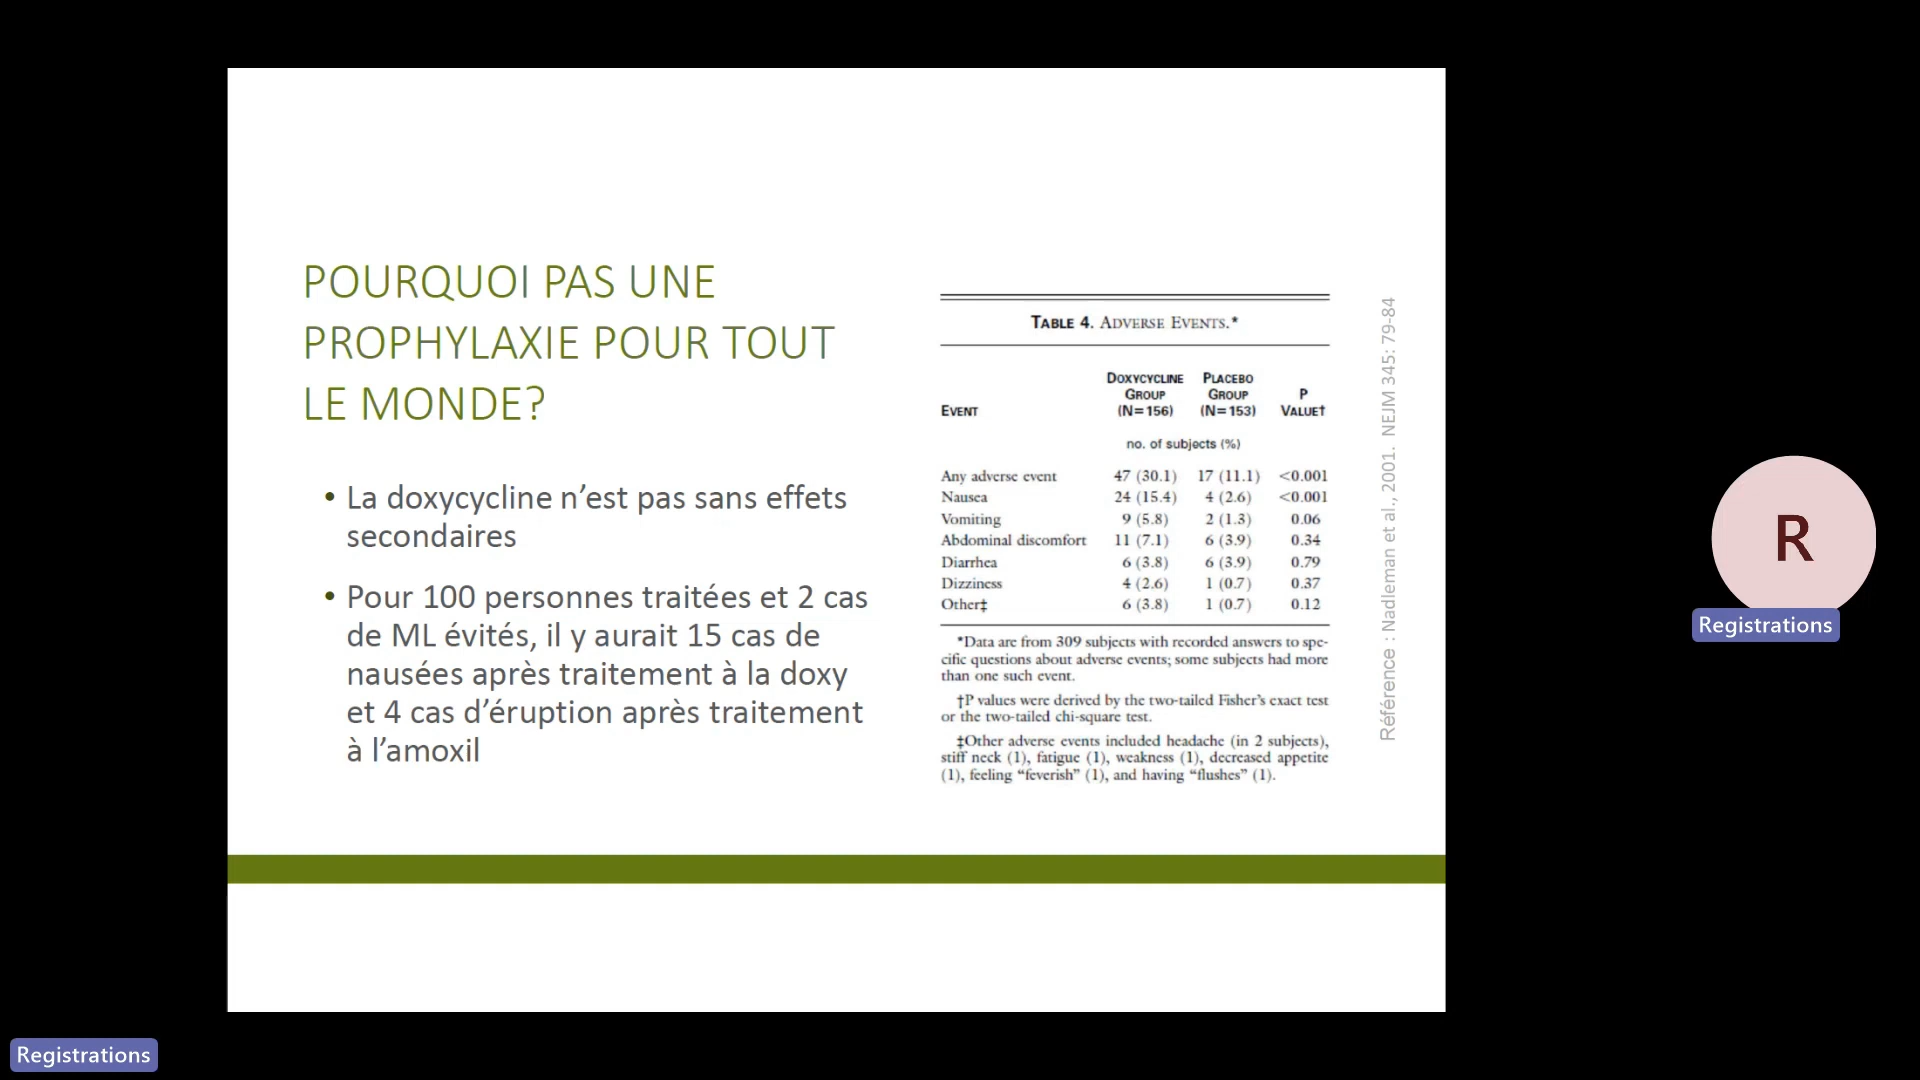 POURQUOI PAS UNE
PROPHYLAXIE POUR TOUT
LE MONDE?
• La doxycycline n’est pas sans effets
secondaires
• Pour 100 personnes traitées et 2 cas
de ML évités, il y aurait 15 cas de
nausées après traitement à la doxy
et 4 cas d’éruption après traitement
à l’amoxil
TABLE 4. ADVERSE EVENTS.*
EVENT DOXYCYCLINE GROUP (N=156) PLACEBO GROUP (N=153) P VALUE†
no. of subjects (%)
Any adverse event 47 (30.1) 17 (11.1) <0.001
Nausea 24 (15.4) 4 (2.6) <0.001
Vomiting 9 (5.8) 2 (1.3) 0.06
Abdominal discomfort 11 (7.1) 6 (3.9) 0.34
Diarrhea 6 (3.8) 6 (3.9) 0.79
Dizziness 4 (2.6) 1 (0.7) 0.37
Other‡ 6 (3.8) 1 (0.7) 0.12
*Data are from 309 subjects with recorded answers to spe-
cific questions about adverse events; some subjects had more
than one such event.
†P values were derived by the two-tailed Fisher’s exact test
or the two-tailed chi-square test.
‡Other adverse events included headache (in 2 subjects),
stiff neck (1), fatigue (1), weakness (1), decreased appetite
(1), feeling “feverish” (1), and having “flushes” (1).
Référence : Nadleman et al., 2001. NEJM 345: 79-84
R
Registrations
Registrations